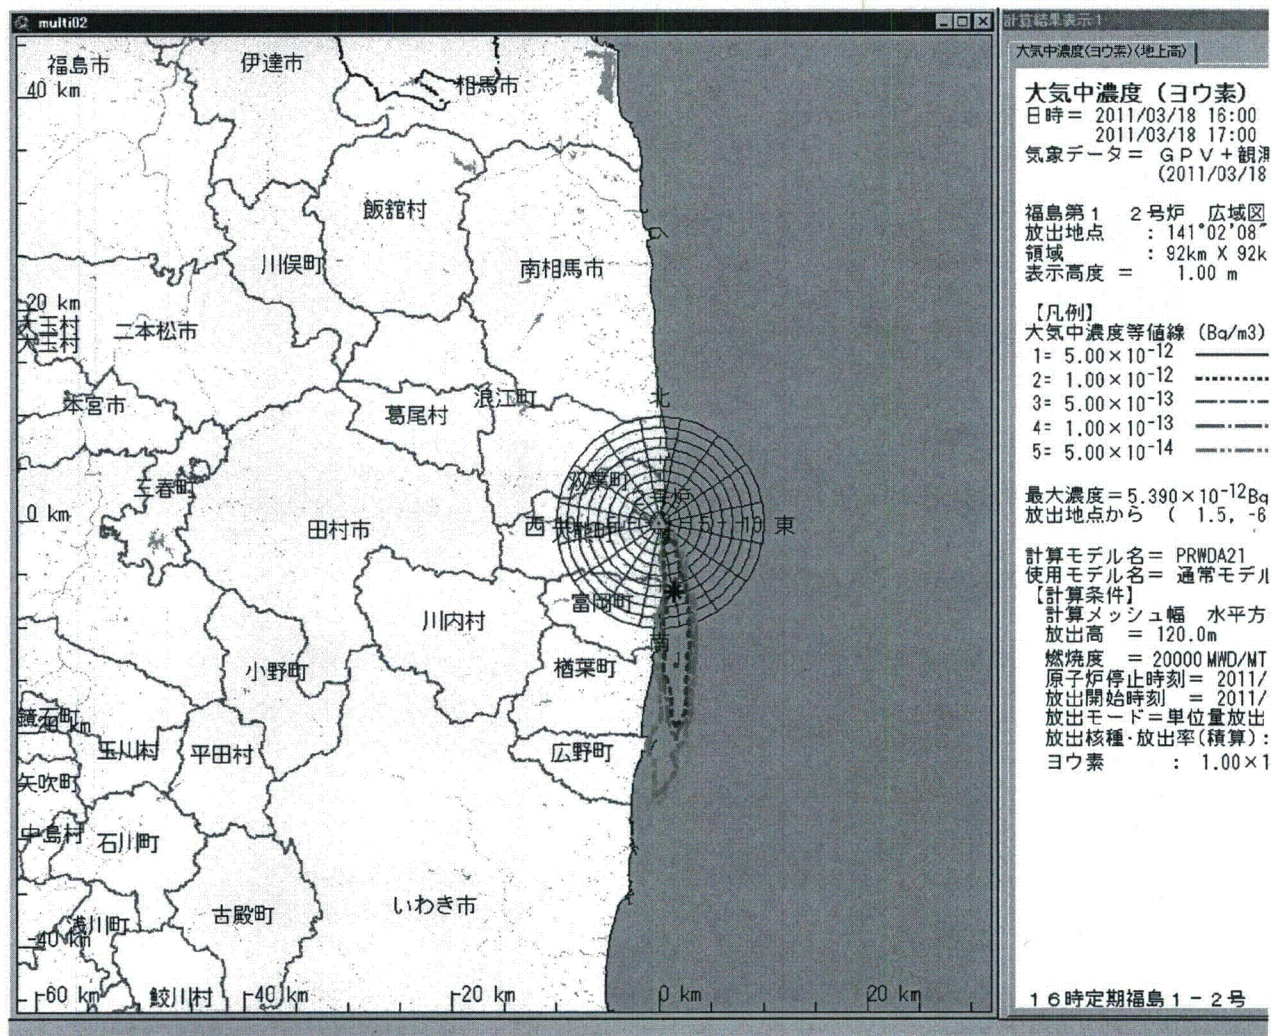 multi02
福島市
伊達市
相馬市
40 km
飯舘村
川俣町
南相馬市
20 km
大玉村
二本松市
大玉村
本宮市
葛尾村
浪江町
北
双葉町
三春町
2号炉
0 km
田村市
西
東
富岡町
川内村
南
小野町
楢葉町
鏡石町
玉川村
平田村
広野町
矢吹町
中島村
石川町
いわき市
浅川町
古殿町
-40 km
-60 km
鮫川村
-40 km
-20 km
0 km
20 km
計算結果表示1
大気中濃度(ヨウ素)(地上高)
大気中濃度(ヨウ素)
日時= 2011/03/18 16:00
2011/03/18 17:00
気象データ= GPV+観測
(2011/03/18
福島第1 2号炉 広域図
放出地点 : 141°02'08"
領域 : 92km X 92k
表示高度 = 1.00 m
【凡例】
大気中濃度等値線 (Bq/m3)
1= 5.00×10-12
2= 1.00×10-12
3= 5.00×10-13
4= 1.00×10-13
5= 5.00×10-14
最大濃度=5.390×10-12Bq
放出地点から ( 1.5, -6
計算モデル名= PRWDA21
使用モデル名= 通常モデル
【計算条件】
計算メッシュ幅 水平方
放出高 = 120.0m
燃焼度 = 20000MWD/MT
原子炉停止時刻= 2011/
放出開始時刻 = 2011/
放出モード=単位量放出
放出核種・放出率(積算):
ヨウ素 : 1.00×1
16時定期福島1-2号